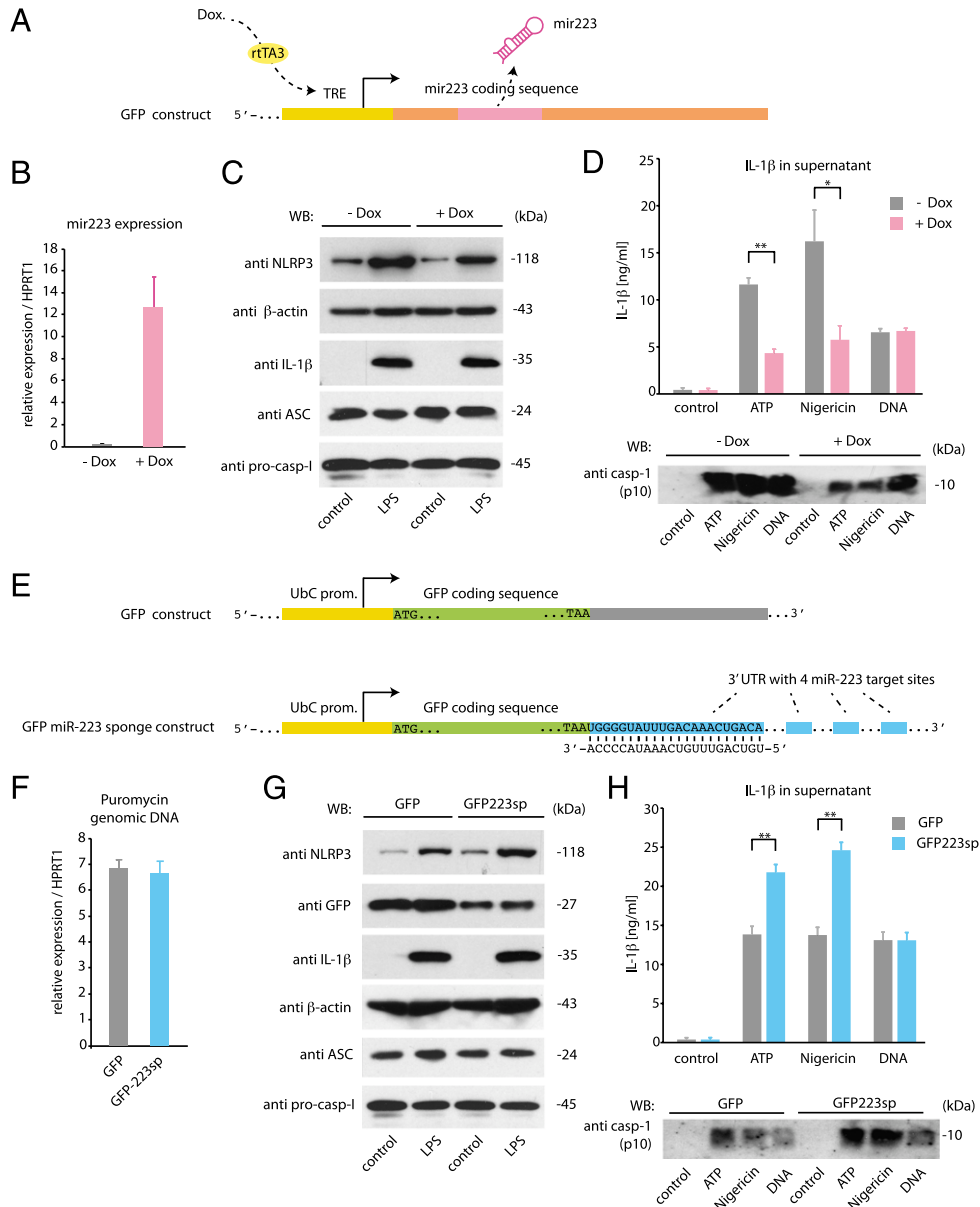 A
Dox.
rtTA3
mir223
TRE
mir223 coding sequence
GFP construct 5′–...
B
mir223 expression
relative expression / HPRT1
18
16
14
12
10
8
6
4
2
0
- Dox + Dox
C
WB: - Dox + Dox (kDa)
anti NLRP3 -118
anti β-actin -43
anti IL-1β -35
anti ASC -24
anti pro-casp-I -45
control LPS control LPS
D
IL-1β in supernatant
- Dox
+ Dox
* 
**
IL-1β [ng/ml]
25
20
15
10
5
0
control ATP Nigericin DNA
WB: - Dox + Dox (kDa)
anti casp-1 (p10) -10
control ATP Nigericin DNA control ATP Nigericin DNA
E
UbC prom. GFP coding sequence
GFP construct 5′–... ATG... ...TAA ...3′
3′UTR with 4 miR-223 target sites
UbC prom. GFP coding sequence
GFP miR-223 sponge construct 5′–... ATG... ...TAAUGGGGUAUUUGACAAACUGACA... ... ... ...3′
3′–ACCCCAUAAACUGUUUGACUGU–5′
F
Puromycin
genomic DNA
relative expression / HPRT1
8
7
6
5
4
3
2
1
0
GFP GFP-223sp
G
WB: GFP GFP223sp (kDa)
anti NLRP3 -118
anti GFP -27
anti IL-1β -35
anti β-actin -43
anti ASC -24
anti pro-casp-I -45
control LPS control LPS
H
IL-1β in supernatant
GFP
GFP223sp
** **
IL-1β [ng/ml]
30
25
20
15
10
5
0
control ATP Nigericin DNA
WB: GFP GFP223sp (kDa)
anti casp-1 (p10) -10
control ATP Nigericin DNA control ATP Nigericin DNA